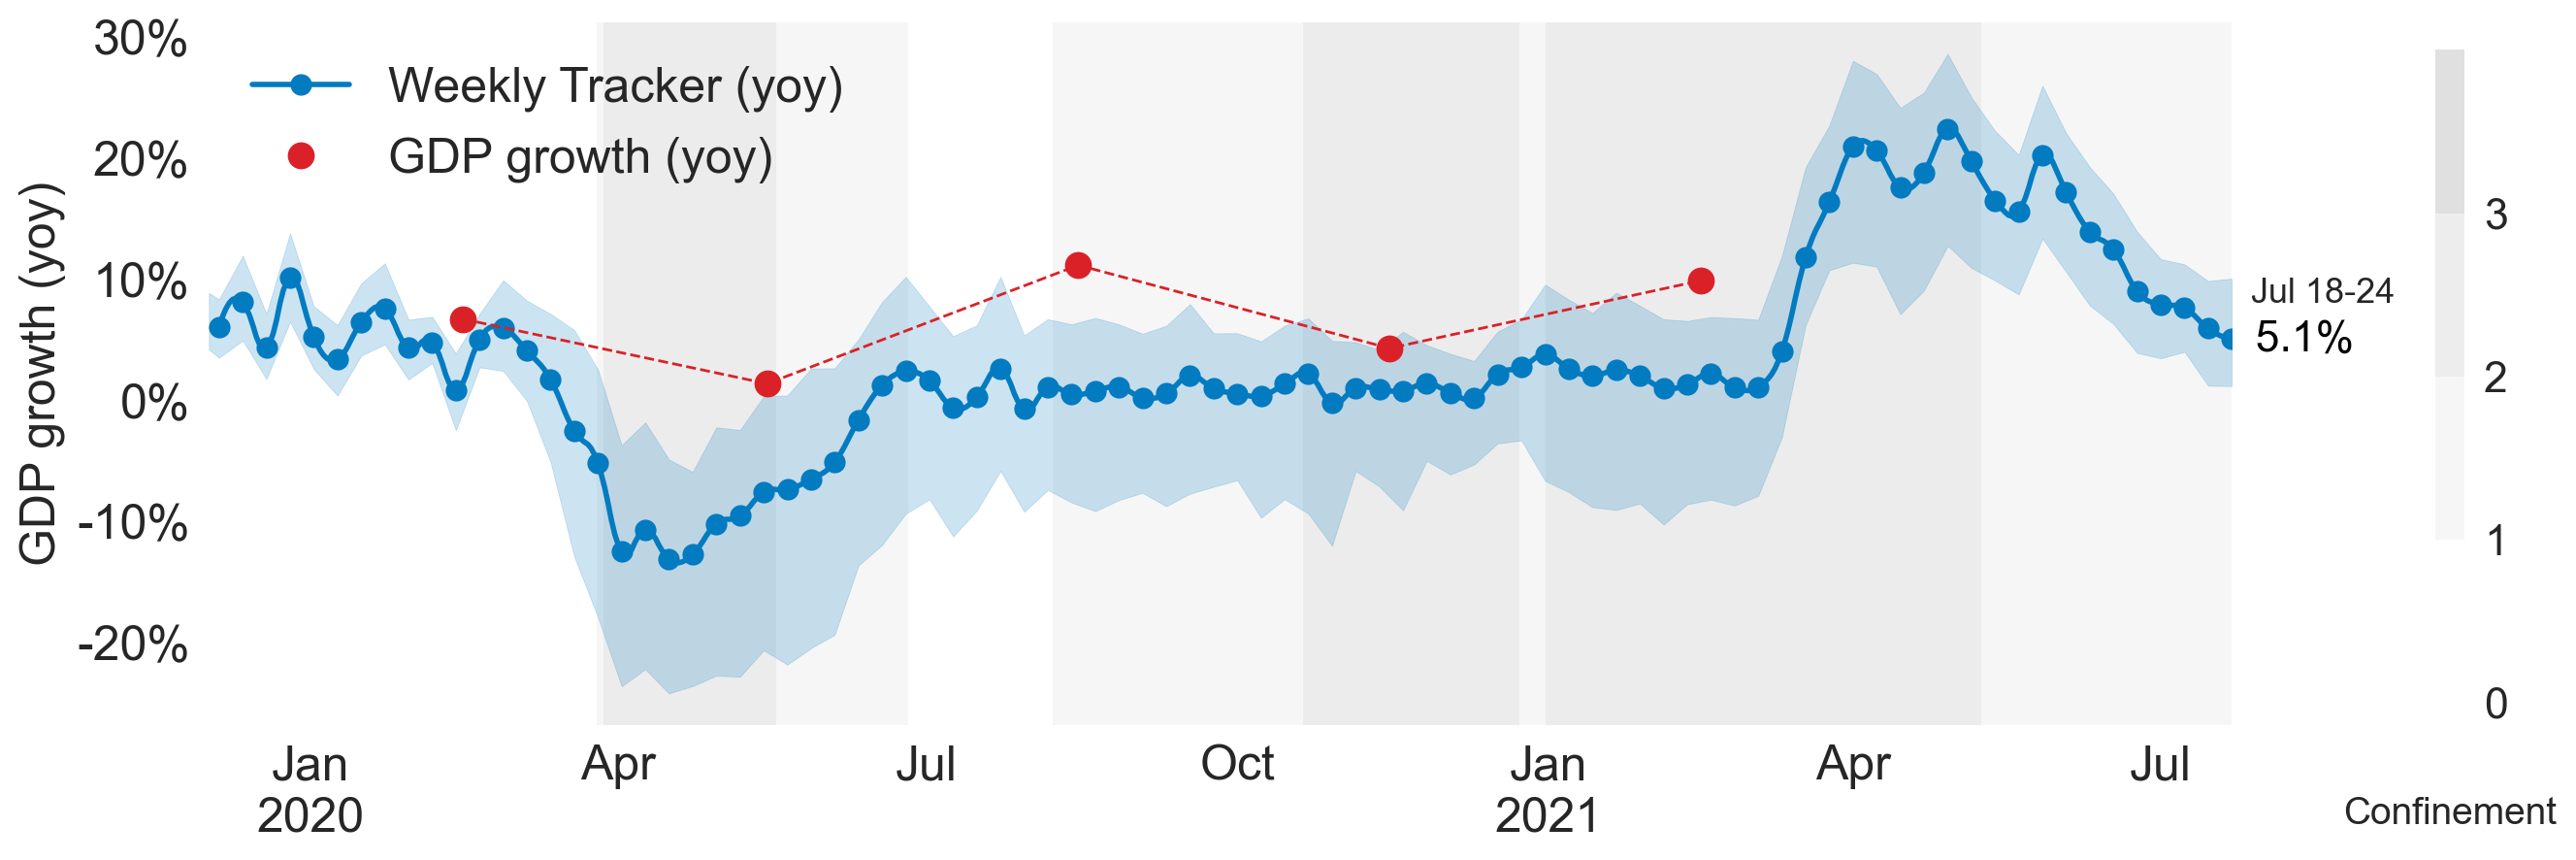 30%
20%
10%
0%
-10%
-20%
GDP growth (yoy)
Weekly Tracker (yoy)
GDP growth (yoy)
Jul 18-24
5.1%
3
2
1
0
Confinement
Jan Apr Jul Oct Jan Apr Jul
2020 2021